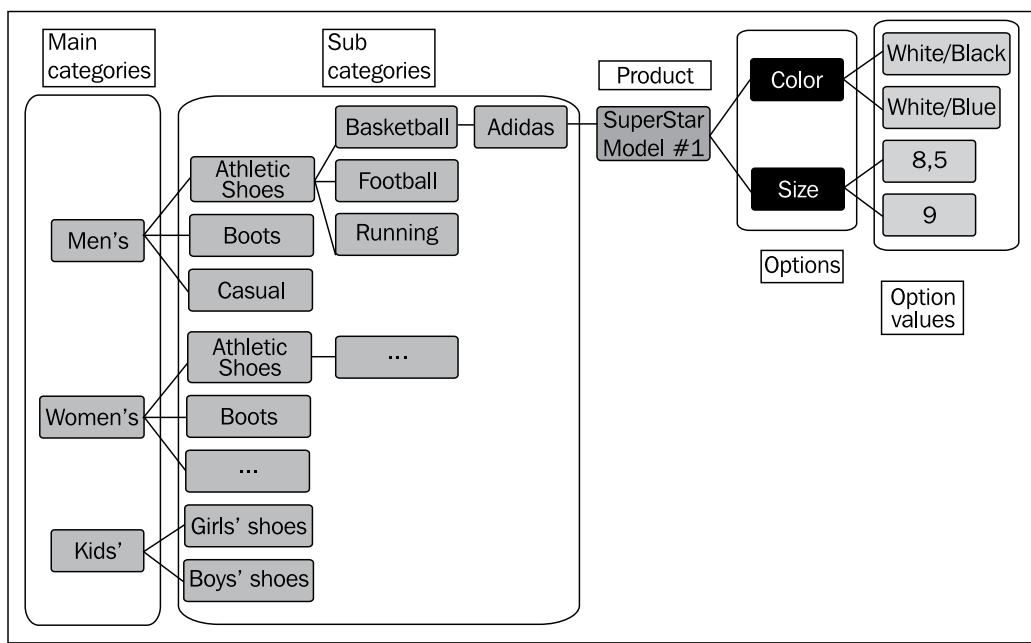 Main
categories
Sub
categories
Product
Options
Option
values
Men's
Athletic
Shoes
Basketball
Adidas
SuperStar
Model #1
Color
White/Black
White/Blue
Size
8,5
9
Football
Running
Boots
Casual
Women's
Athletic
Shoes
...
Boots
...
Kids'
Girls' shoes
Boys' shoes